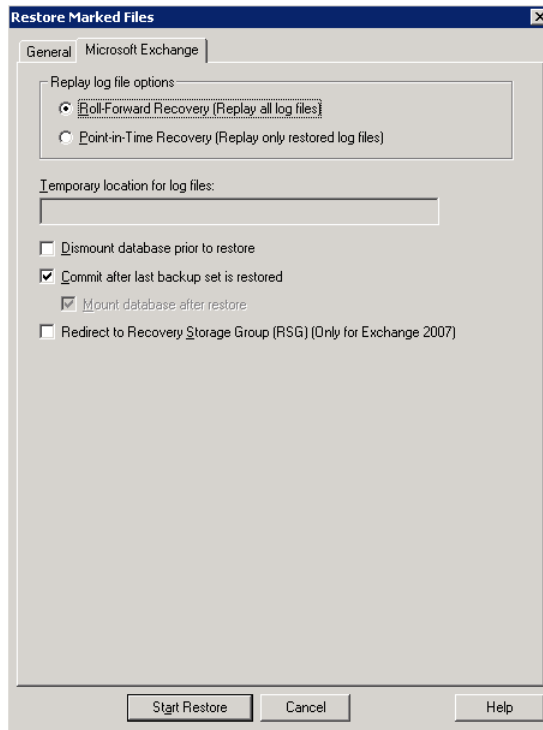 Restore Marked Files
General
Microsoft Exchange
Replay log file options
Roll-Forward Recovery (Replay all log files)
Point-in-Time Recovery (Replay only restored log files)
Temporary location for log files:
Dismount database prior to restore
Commit after last backup set is restored
Mount database after restore
Redirect to Recovery Storage Group (RSG) (Only for Exchange 2007)
Start Restore
Cancel
Help